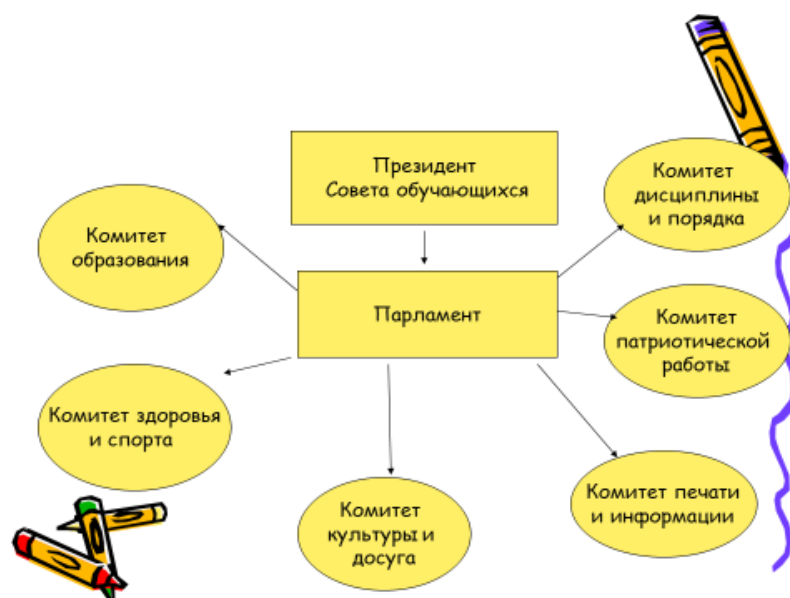 Президент
Совета обучающихся
Комитет
дисциплины
и порядка
Комитет
образования
Парламент
Комитет
патриотической
работы
Комитет здоровья
и спорта
Комитет печати
и информации
Комитет
культуры и
досуга